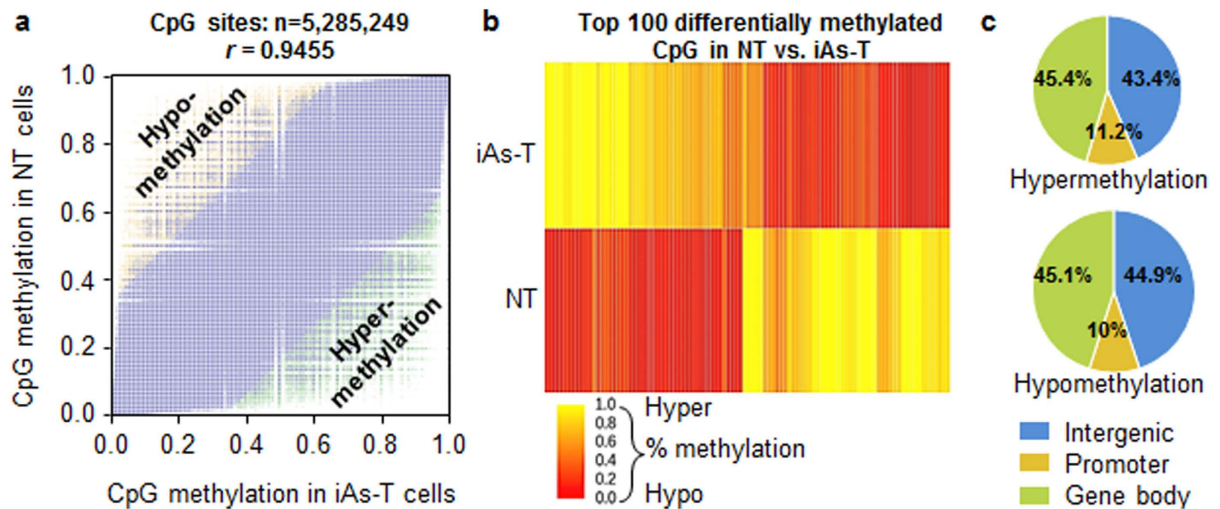 a
CpG sites: n=5,285,249
r = 0.9455
CpG methylation in NT cells
1.0
0.8
0.6
0.4
0.2
0.0
Hypo-
methylation
Hyper-
methylation
0.0 0.2 0.4 0.6 0.8 1.0
CpG methylation in iAs-T cells
b
Top 100 differentially methylated
CpG in NT vs. iAs-T
iAs-T
NT
1.0
0.8
0.6
0.4
0.2
0.0
Hyper
% methylation
Hypo
c
45.4% 43.4%
11.2%
Hypermethylation
45.1% 44.9%
10%
Hypomethylation
Intergenic
Promoter
Gene body